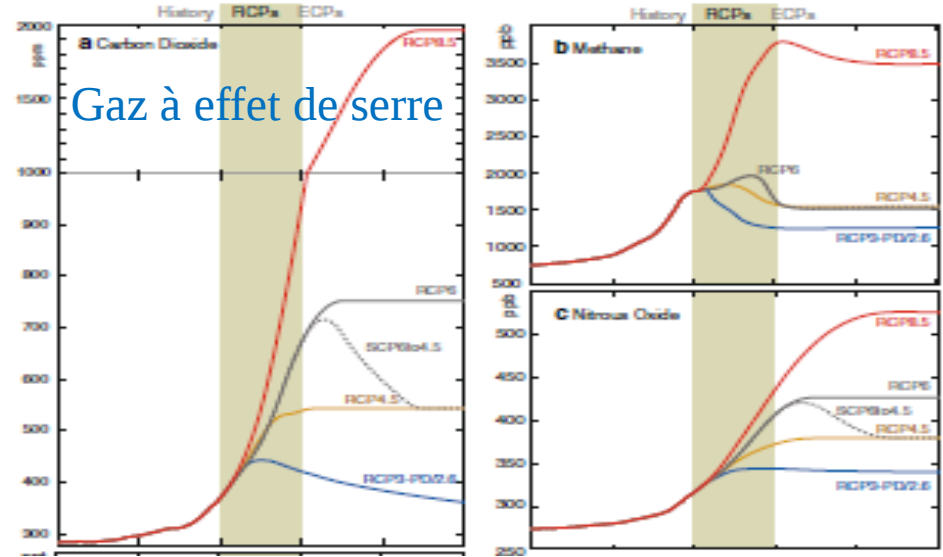 History RCPs ECPs
2000
ppm
a Carbon Dioxide
RCP8.5
Gaz à effet de serre
1500
1000
900
800
RCP6
700
SCP6to4.5
600
RCP4.5
500
RCP3-PD/2.6
400
300
History RCPs ECPs
b Methane
RCP8.5
3500
3000
2500
RCP6
2000
RCP4.5
1500
RCP3-PD/2.6
1000
500
c Nitrous Oxide
RCP8.5
500
450
RCP6
SCP6to4.5
400
RCP4.5
350
RCP3-PD/2.6
300
250